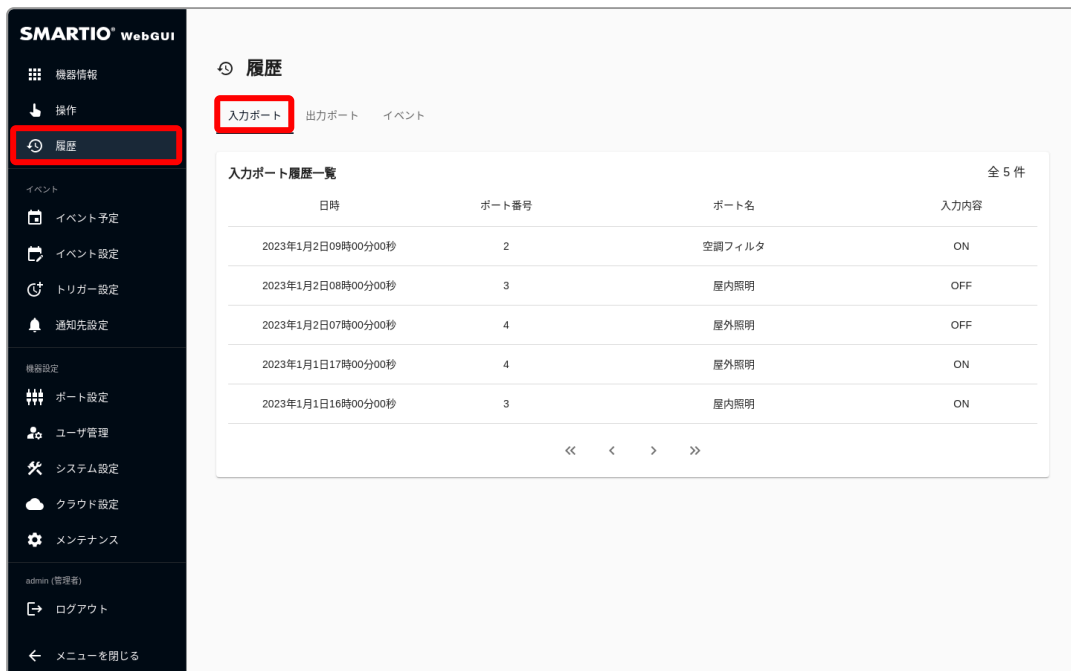 SMARTIO® WebGUI
機器情報
操作
履歴
イベント
イベント予定
イベント設定
トリガー設定
通知先設定
機器設定
ポート設定
ユーザ管理
システム設定
クラウド設定
メンテナンス
admin (管理者)
ログアウト
メニューを閉じる
履歴
入力ポート 出力ポート イベント
入力ポート履歴一覧 全 5 件
日時 ポート番号 ポート名 入力内容
2023年1月2日09時00分00秒 2 空調フィルタ ON
2023年1月2日08時00分00秒 3 屋内照明 OFF
2023年1月2日07時00分00秒 4 屋外照明 OFF
2023年1月1日17時00分00秒 4 屋外照明 ON
2023年1月1日16時00分00秒 3 屋内照明 ON